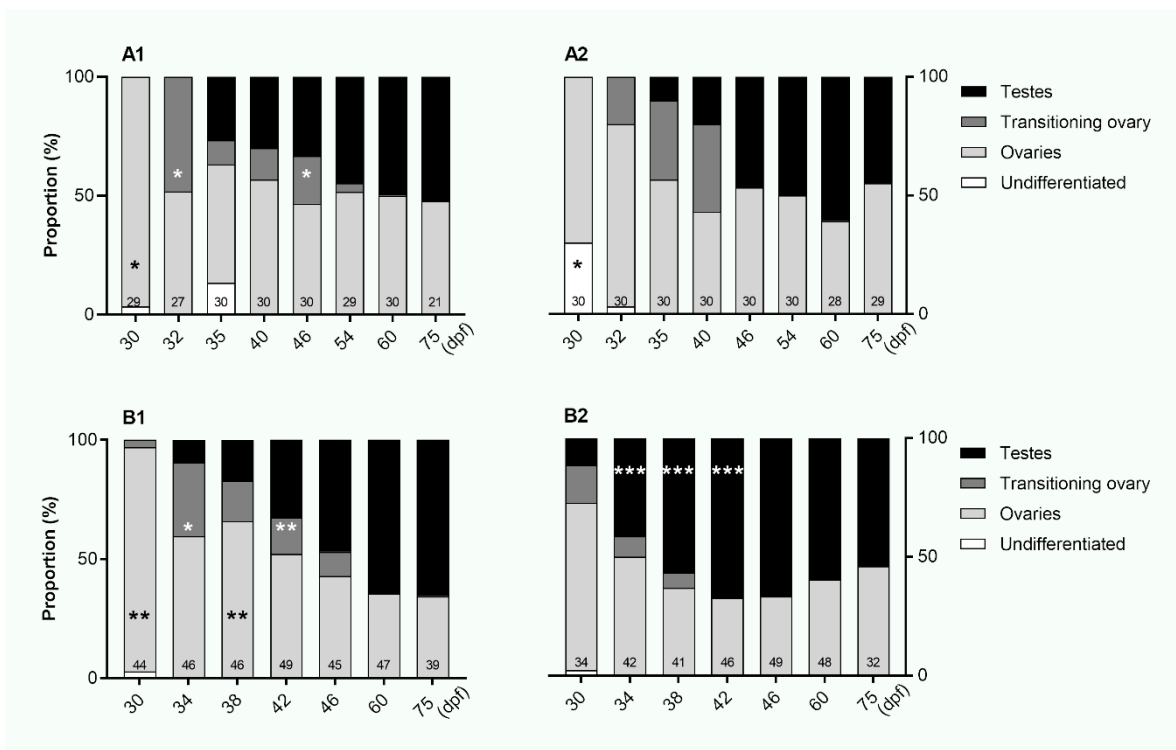 A1
A2
Proportion (%)
100
50
0
29 27 30 30 30 29 30 21
* * *
30 32 35 40 46 54 60 75 (dpf)
30 30 30 30 30 30 28 29
*
30 32 35 40 46 54 60 75 (dpf)
100
50
0
Testes
Transitioning ovary
Ovaries
Undifferentiated
B1
B2
Proportion (%)
100
50
0
** * ** **
44 46 46 49 45 47 39
30 34 38 42 46 60 75 (dpf)
*** *** ***
34 42 41 46 49 48 32
30 34 38 42 46 60 75 (dpf)
100
50
0
Testes
Transitioning ovary
Ovaries
Undifferentiated